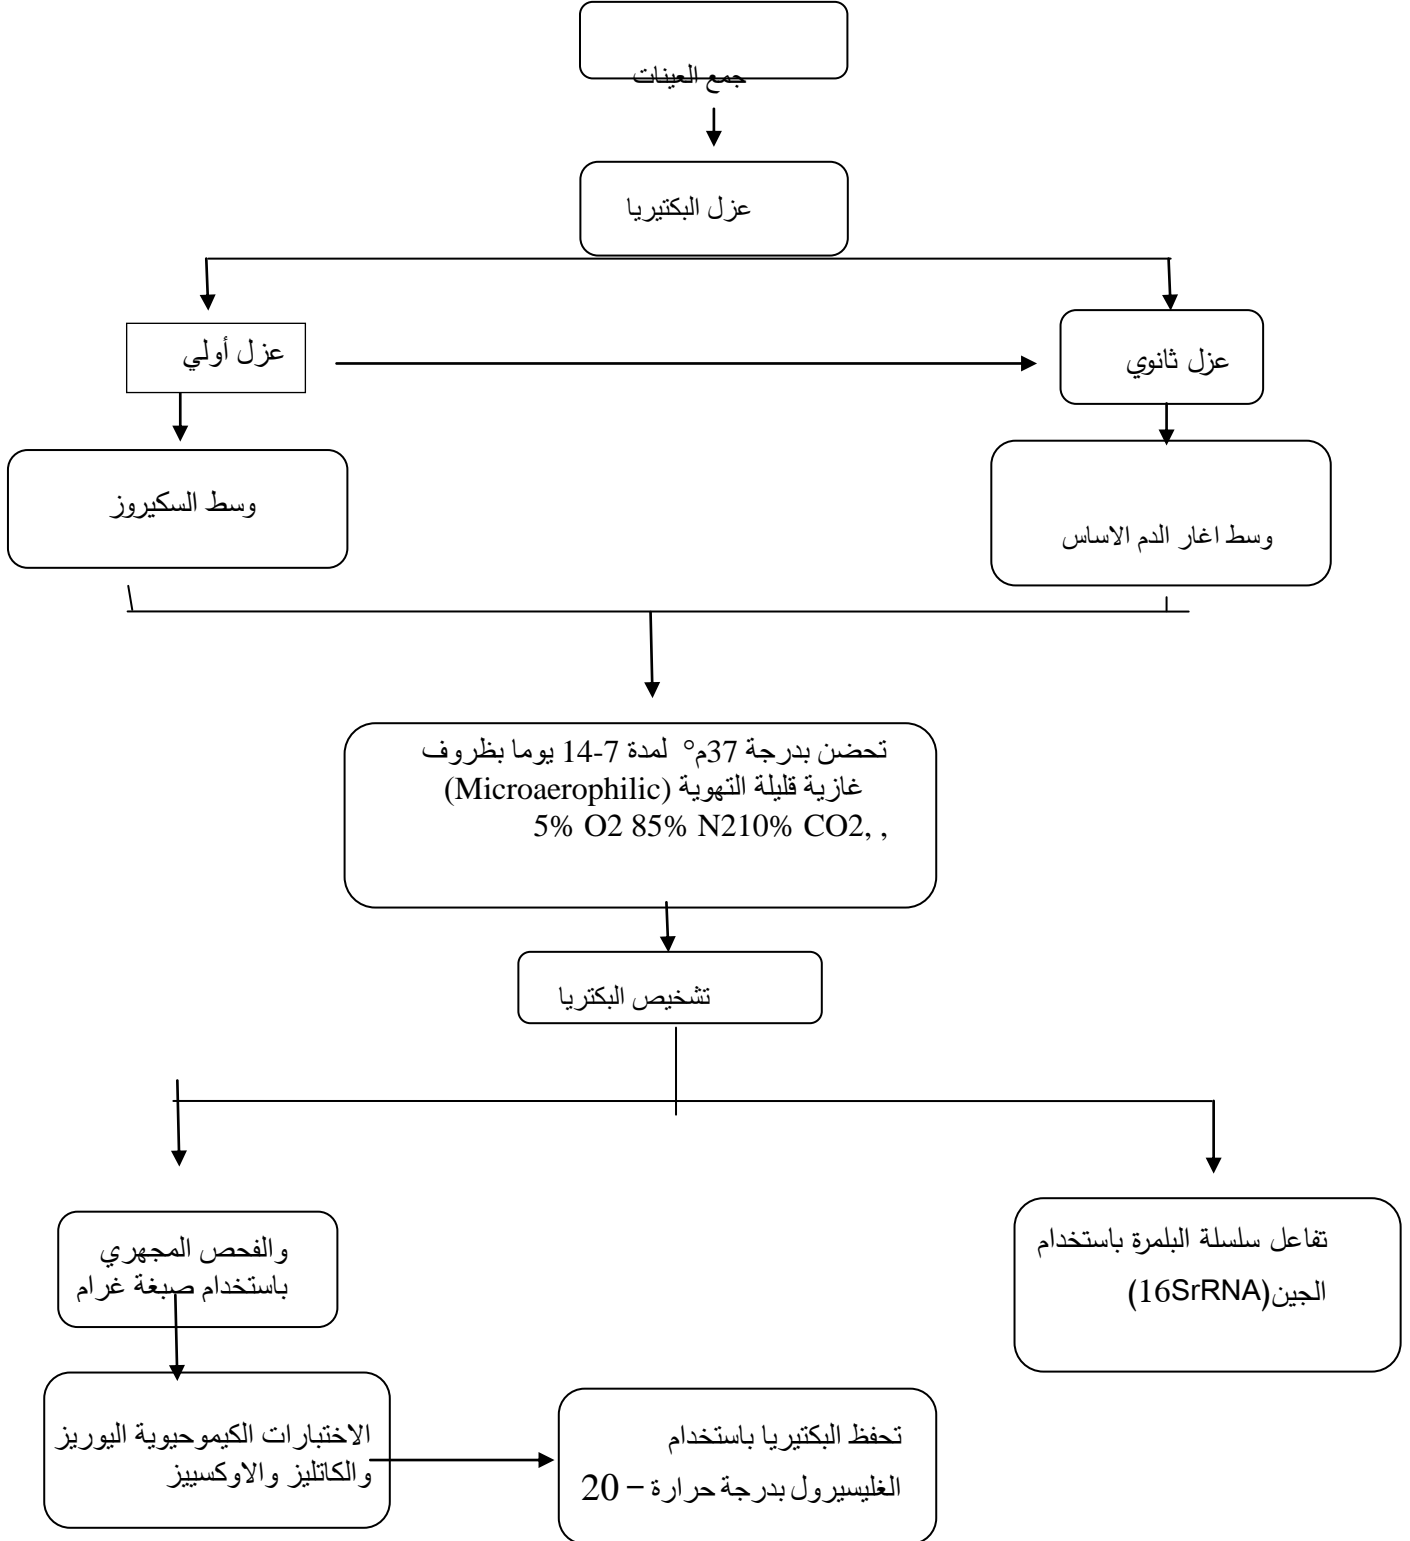 جمع العينات
عزل البكتيريا
عزل أولي
عزل ثانوي
وسط السكيروز
وسط اغار الدم الاساس
تحضن بدرجة 37م° لمدة 7-14 يوما بظروف
غازية قليلة التهوية (Microaerophilic)
5% O2 85% N210% CO2, ,
تشخيص البكتريا
والفحص المجهري
باستخدام صبغة غرام
تفاعل سلسلة البلمرة باستخدام
الجين(16SrRNA)
الاختبارات الكيموحيوية اليوريز
والكاتليز والاوكسييز
تحفظ البكتيريا باستخدام
الغليسيرول بدرجة حرارة – 20